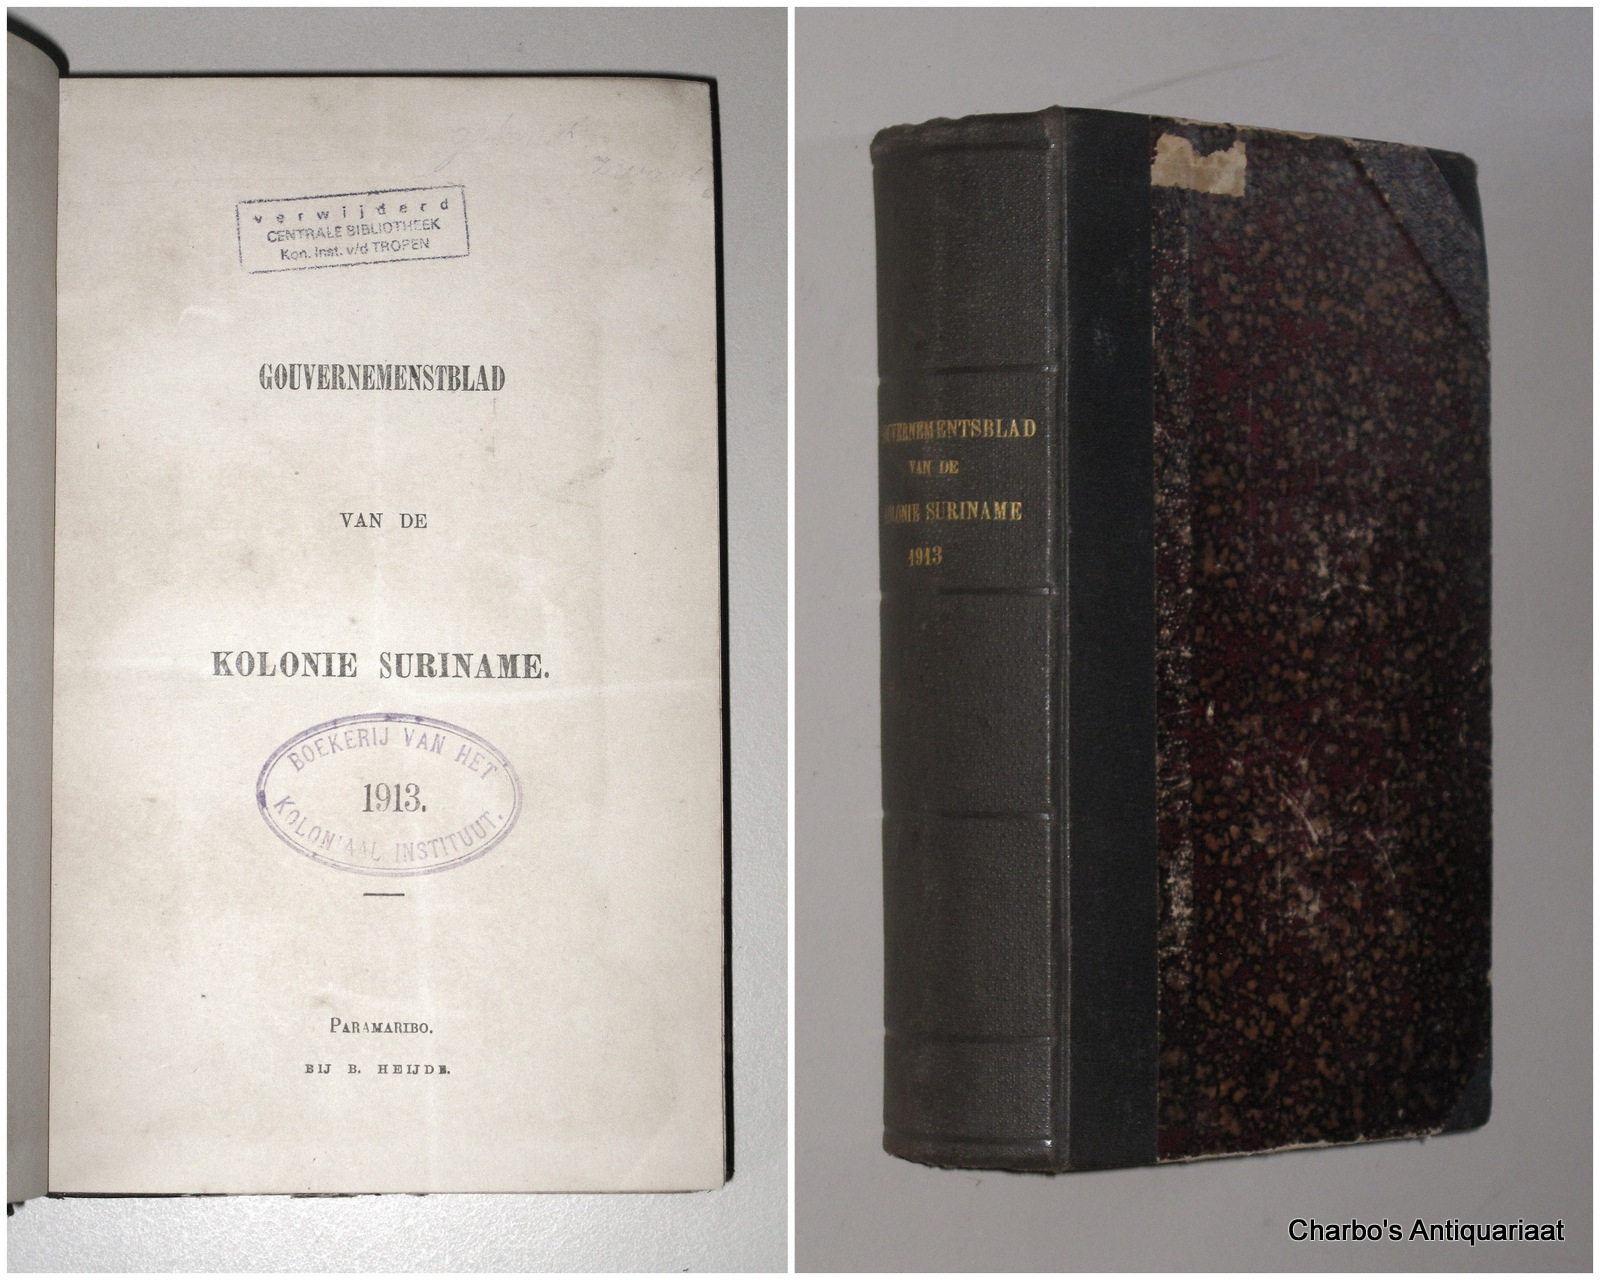 verwijderd
CENTRALE BIBLIOTHEEK
Kon. Inst. v/d TROPEN
GOUVERNEMENSTBLAD
VAN DE
KOLONIE SURINAME.
BOEKERIJ VAN HET
1913.
KOLONIAAL INSTITUUT.
PARAMARIBO.
BIJ B. HEIJDE.
GOUVERNEMENTSBLAD
VAN DE
KOLONIE SURINAME
1913
Charbo's Antiquariaat